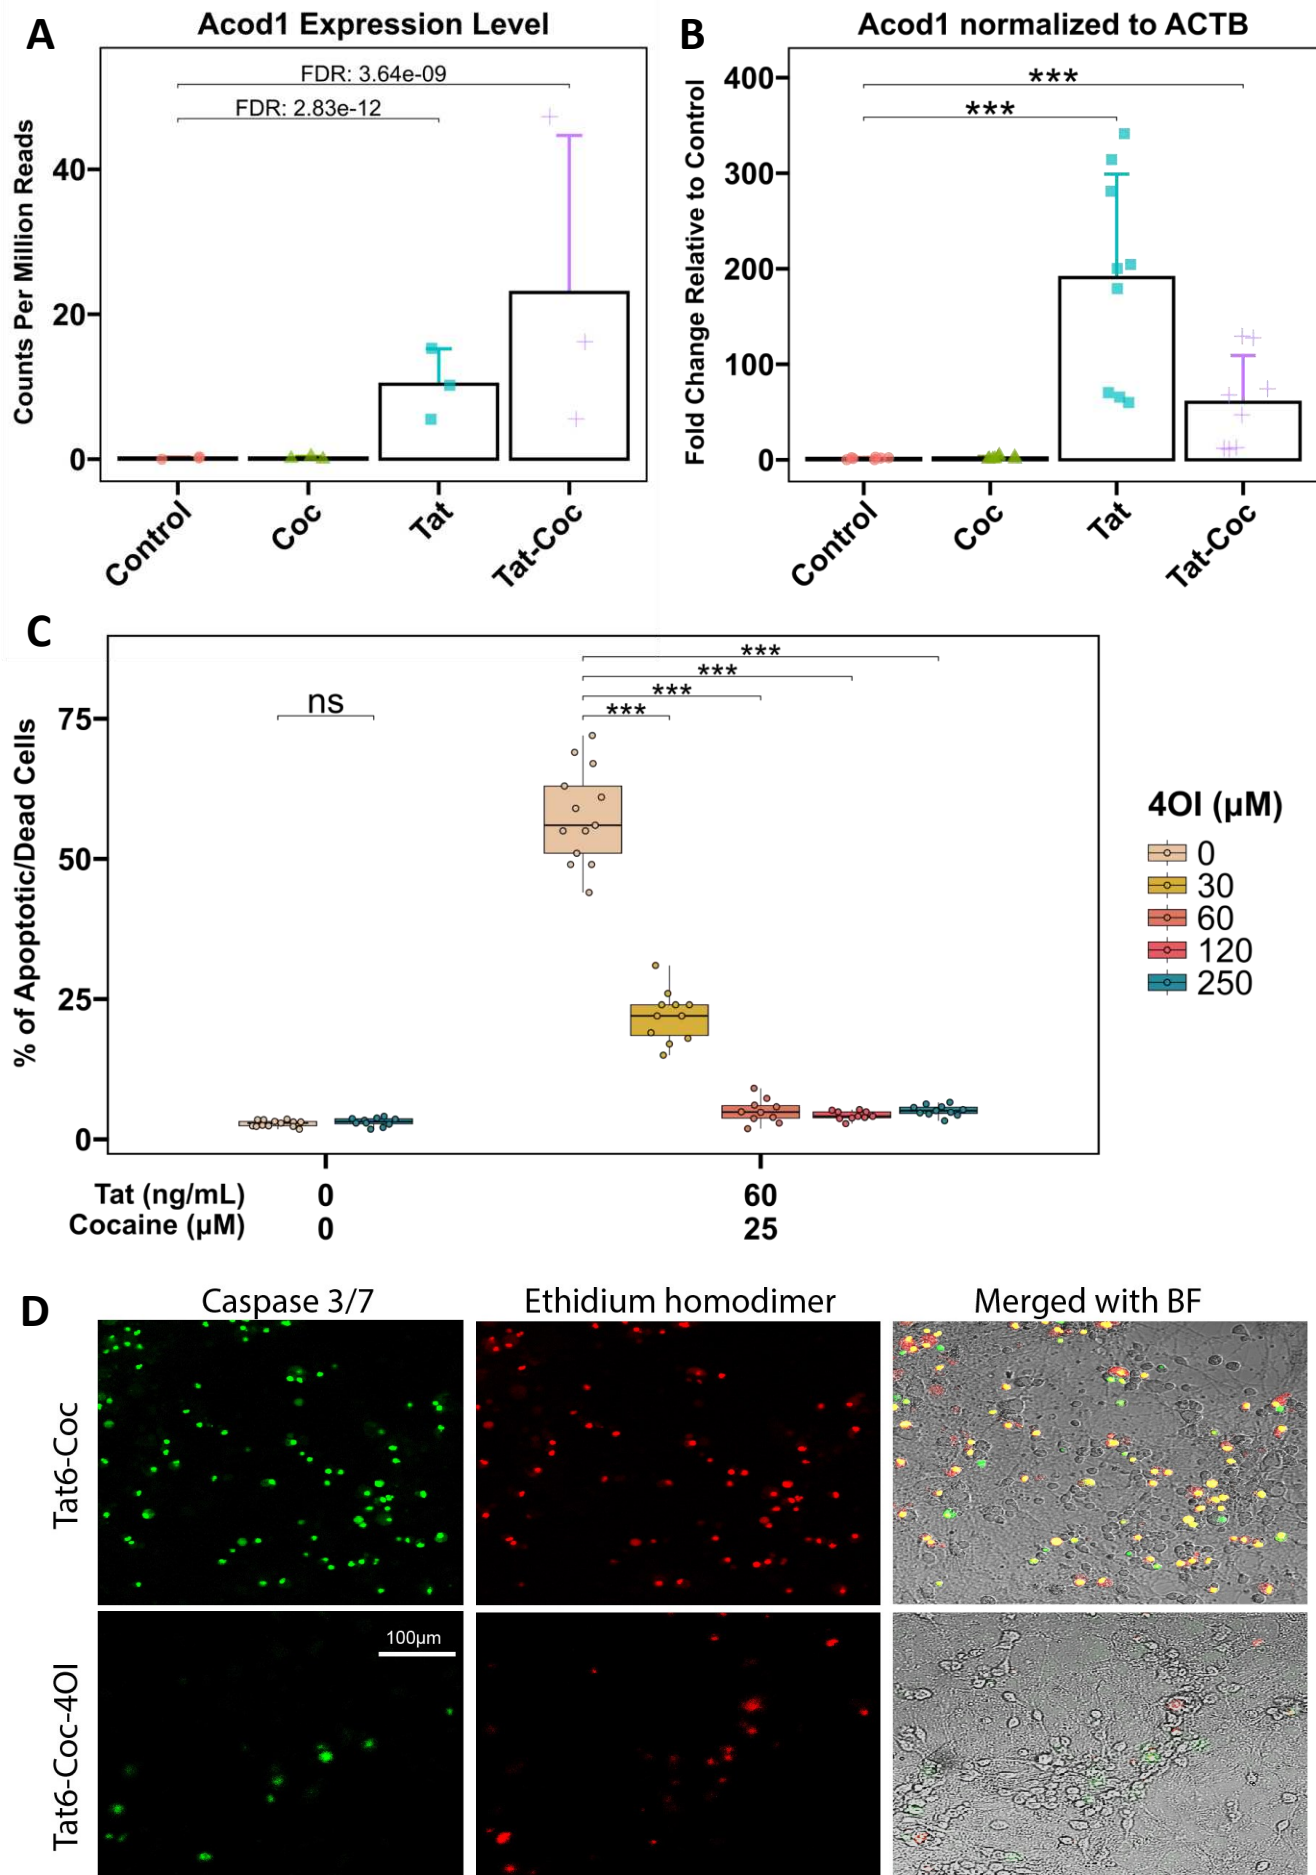 A
Acod1 Expression Level
Counts Per Million Reads
FDR: 3.64e-09
FDR: 2.83e-12
40
20
0
Control
Coc
Tat
Tat-Coc
B
Acod1 normalized to ACTB
Fold Change Relative to Control
***
***
400
300
200
100
0
Control
Coc
Tat
Tat-Coc
C
% of Apoptotic/Dead Cells
75
50
25
0
ns
***
***
***
***
Tat (ng/mL) 0 60
Cocaine (µM) 0 25
4OI (µM)
0
30
60
120
250
D
Caspase 3/7 Ethidium homodimer Merged with BF
Tat6-Coc
Tat6-Coc-4OI
100µm